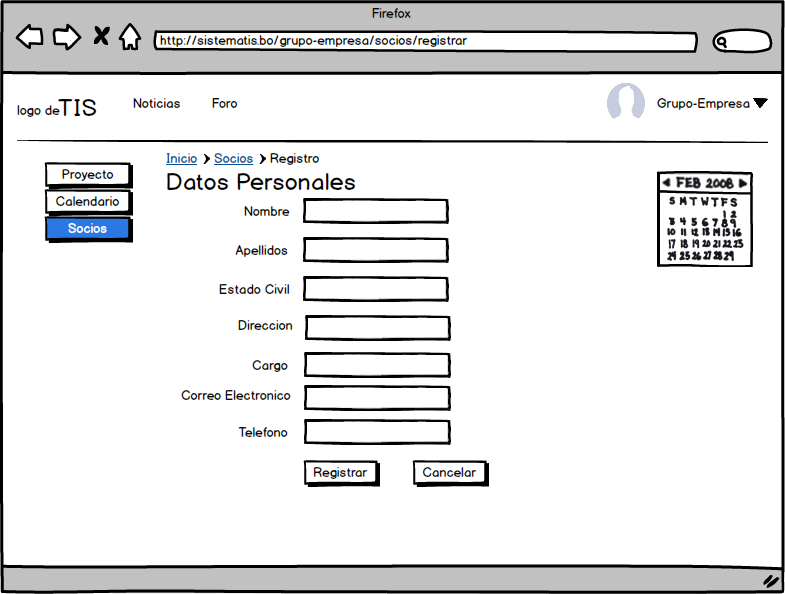 Firefox
http://sistematis.bo/grupo-empresa/socios/registrar
logo deTIS
Noticias
Foro
Grupo-Empresa
Proyecto
Calendario
Socios
Inicio > Socios > Registro
Datos Personales
Nombre
Apellidos
Estado Civil
Direccion
Cargo
Correo Electronico
Telefono
Registrar
Cancelar
FEB 2008
S M T W T F S
1 2
3 4 5 6 7 8 9
10 11 12 13 14 15 16
17 18 19 20 21 22 23
24 25 26 27 28 29